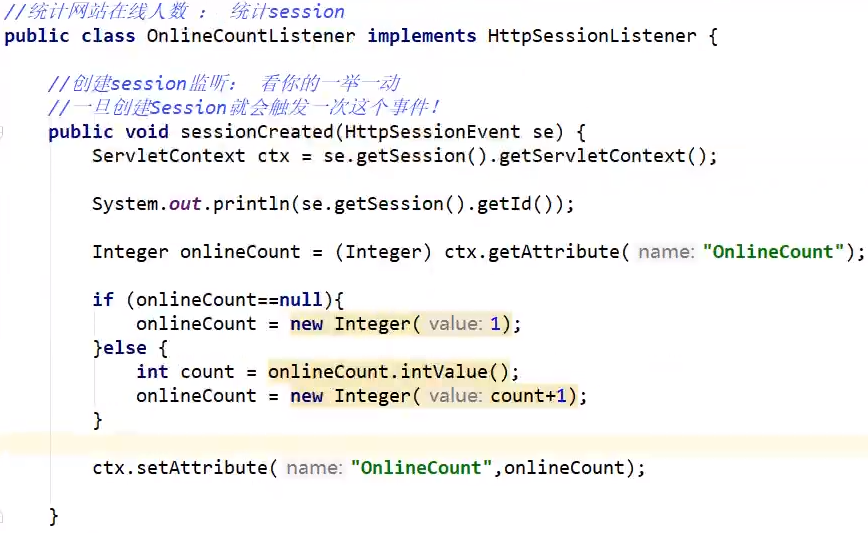 //统计网站在线人数 ： 统计session
public class OnlineCountListener implements HttpSessionListener {
//创建session监听： 看你的一举一动
//一旦创建Session就会触发一次这个事件！
public void sessionCreated(HttpSessionEvent se) {
ServletContext ctx = se.getSession().getServletContext();
System.out.println(se.getSession().getId());
Integer onlineCount = (Integer) ctx.getAttribute( name: "OnlineCount");
if (onlineCount==null){
onlineCount = new Integer( value: 1);
}else {
int count = onlineCount.intValue();
onlineCount = new Integer( value: count+1);
}
ctx.setAttribute( name: "OnlineCount",onlineCount);
}